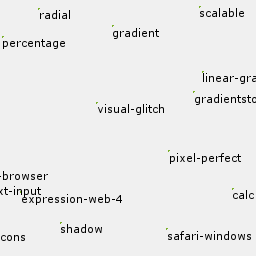 scalable
radial
gradient
percentage
linear-gra
gradientsto
visual-glitch
pixel-perfect
-browser
xt-input
expression-web-4
calc
shadow
safari-windows
cons